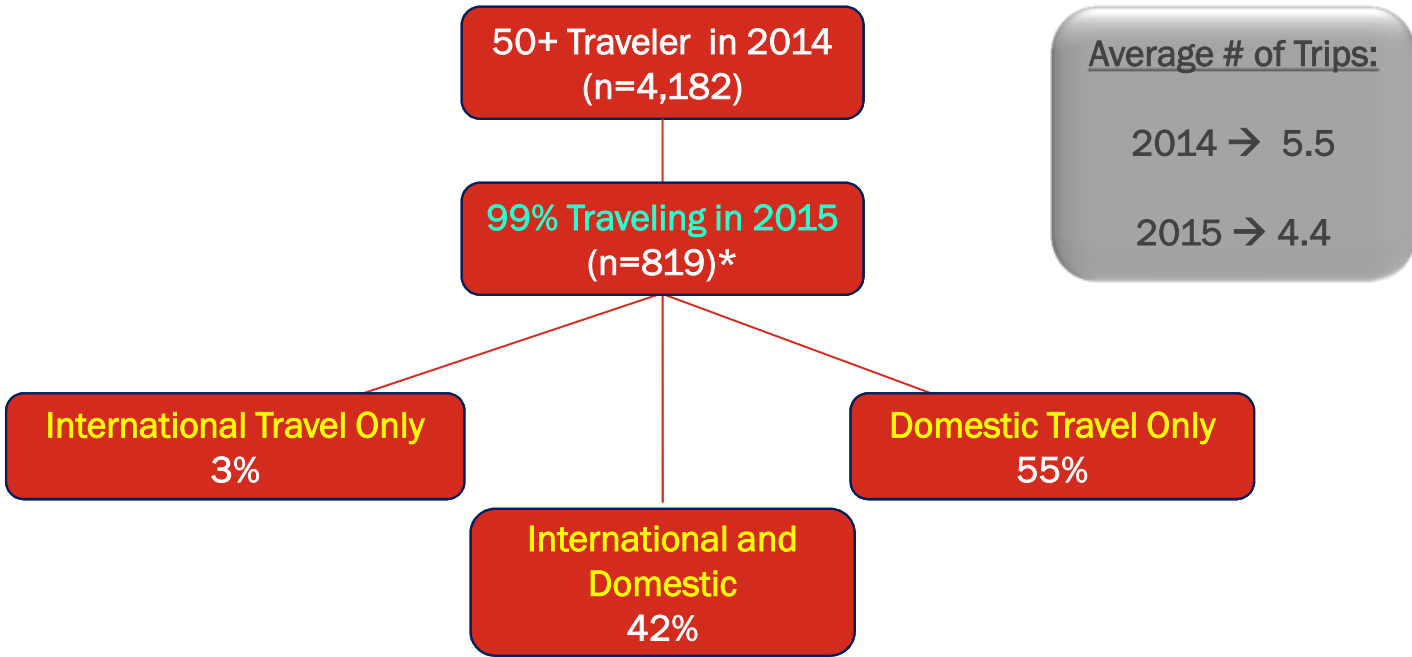 50+ Traveler  in 2014
(n=4,182)
Average # of Trips:
2014 → 5.5
2015 → 4.4
99% Traveling in 2015
(n=819)*
International Travel Only
3%
Domestic Travel Only
55%
International and
Domestic
42%